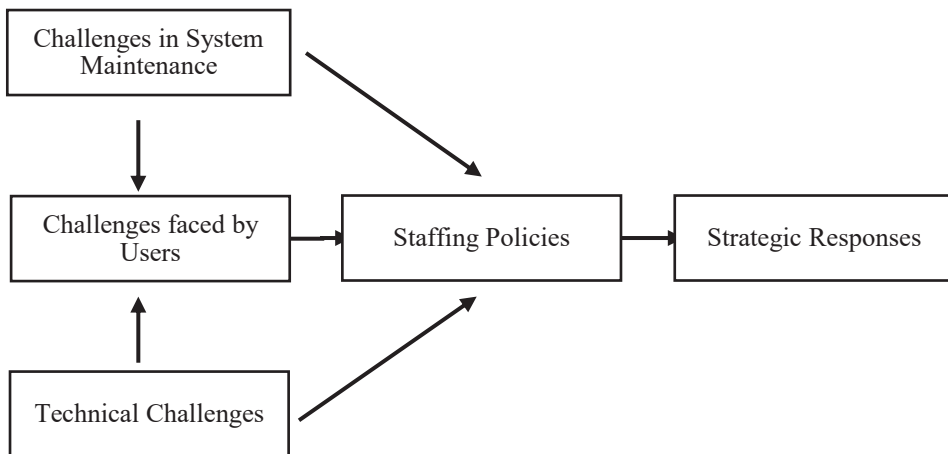 Challenges in System
Maintenance
Challenges faced by
Users
Staffing Policies
Strategic Responses
Technical Challenges